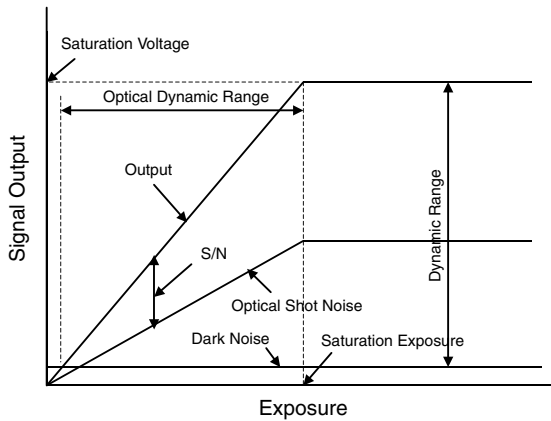 Saturation Voltage
Optical Dynamic Range
Output
S/N
Optical Shot Noise
Dark Noise
Saturation Exposure
Dynamic Range
Signal Output
Exposure